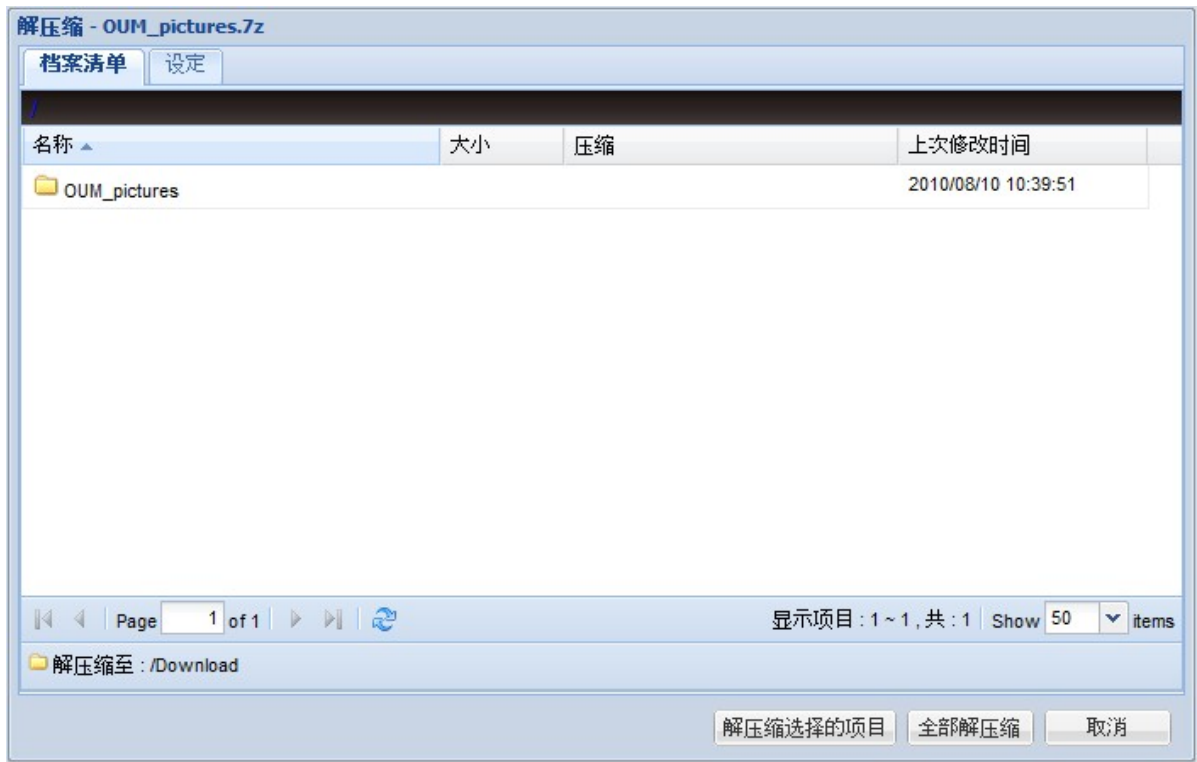 解压缩 - OUM_pictures.7z
档案清单 设定
/
名称 大小 压缩 上次修改时间
OUM_pictures 2010/08/10 10:39:51
Page 1 of 1 显示项目 : 1 ~ 1 , 共 : 1 Show 50 items
解压缩至 : /Download
解压缩选择的项目 全部解压缩 取消